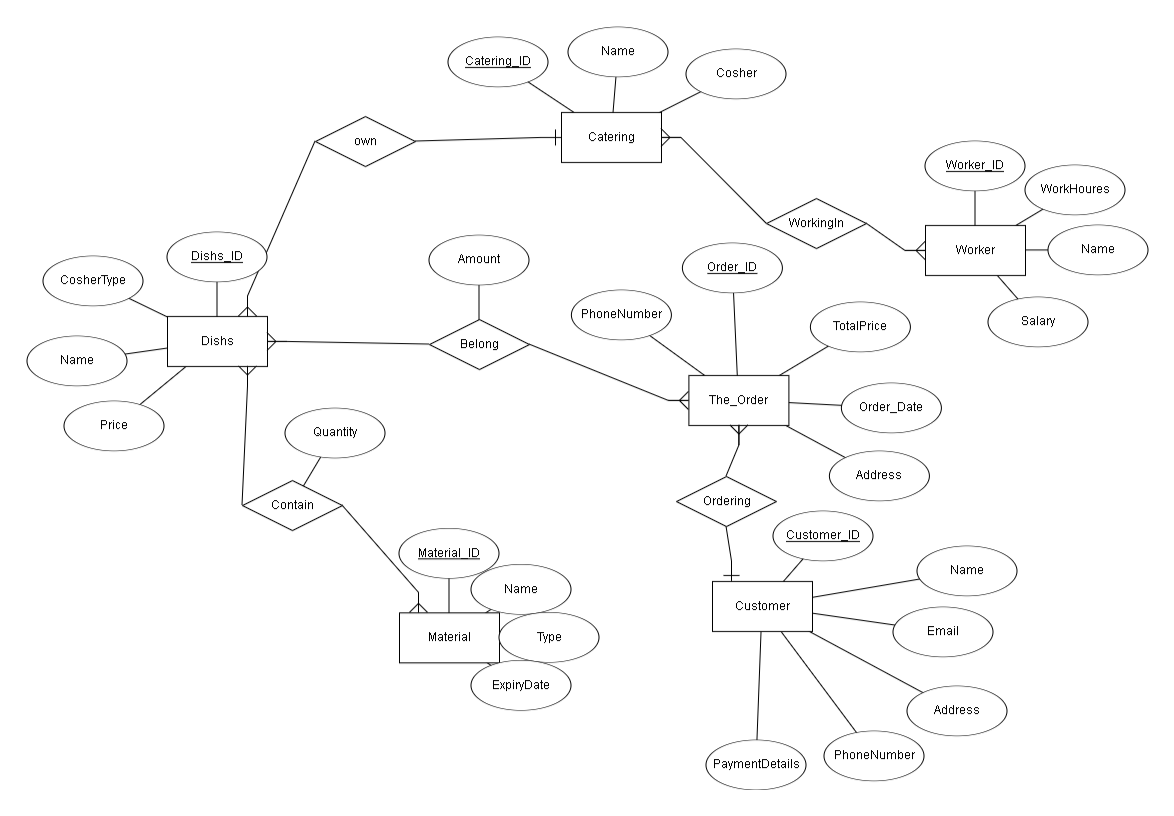 Name
Catering_ID
Cosher
Catering
own
Worker_ID
WorkHoures
WorkingIn
Worker
Name
Dishs_ID
Amount
Order_ID
CosherType
PhoneNumber
Salary
TotalPrice
Dishs
Belong
Name
The_Order
Order_Date
Price
Quantity
Address
Contain
Ordering
Customer_ID
Material_ID
Name
Name
Customer
Email
Material
Type
ExpiryDate
Address
PhoneNumber
PaymentDetails